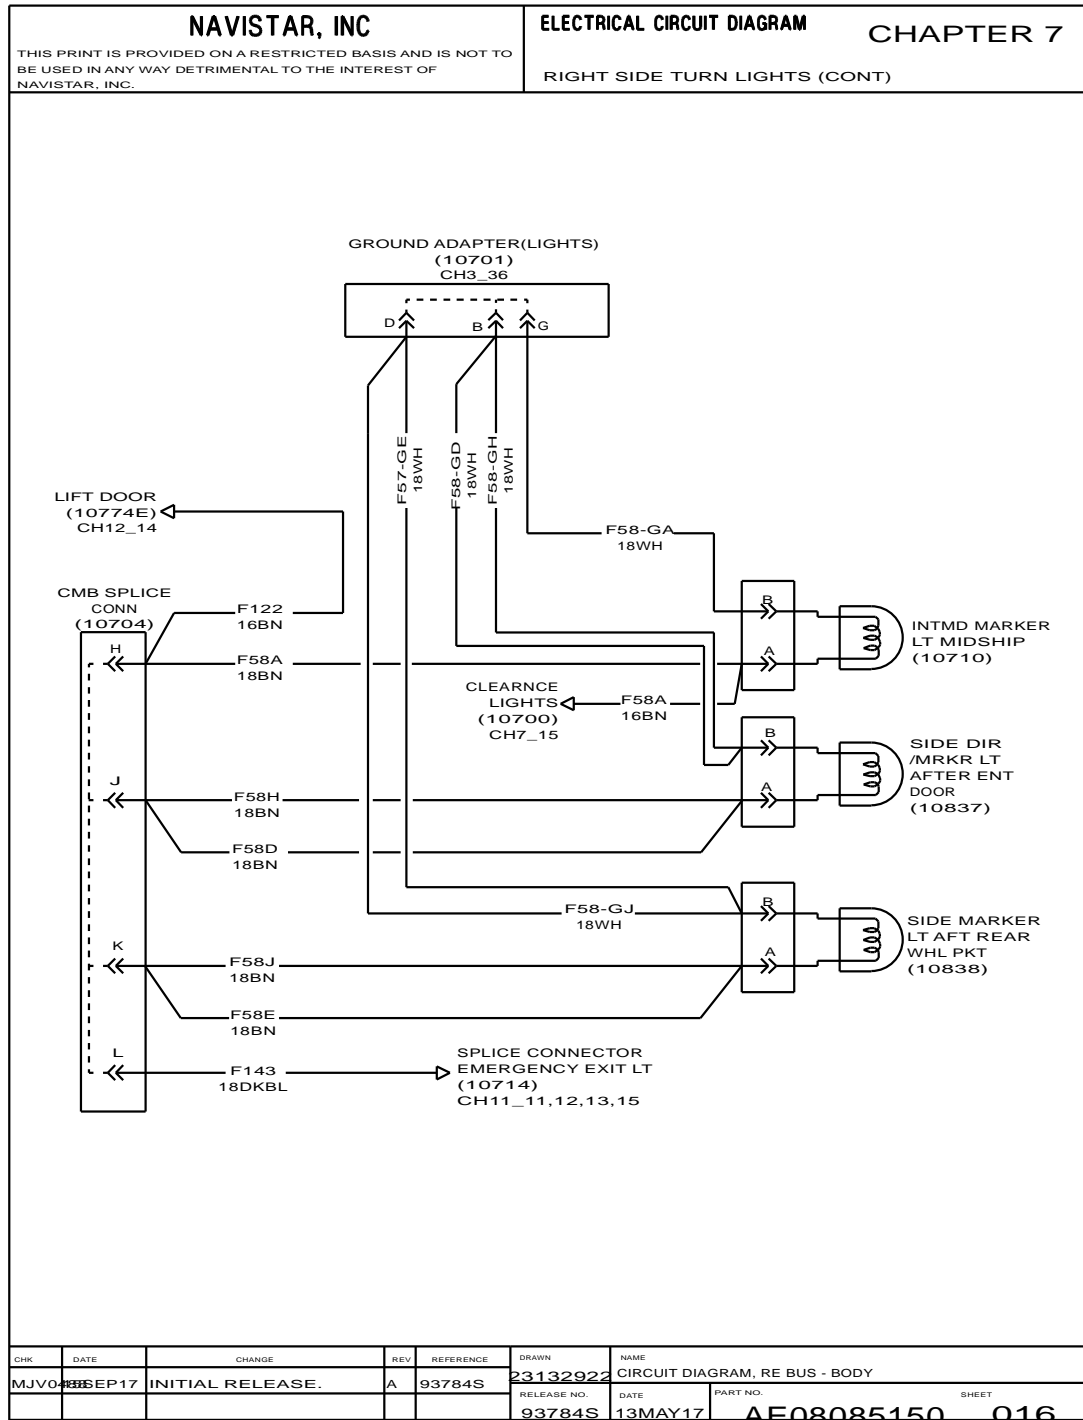 NAVISTAR, INC
THIS PRINT IS PROVIDED ON A RESTRICTED BASIS AND IS NOT TO
BE USED IN ANY WAY DETRIMENTAL TO THE INTEREST OF
NAVISTAR, INC.
ELECTRICAL CIRCUIT DIAGRAM
CHAPTER 7
RIGHT SIDE TURN LIGHTS (CONT)
GROUND ADAPTER(LIGHTS)
(10701)
CH3_36
D
B
G
F57-GE
18WH
F58-GD
18WH
F58-GH
18WH
LIFT DOOR
(10774E)
CH12_14
F58-GA
18WH
CMB SPLICE
CONN
(10704)
F122
16BN
H
F58A
18BN
B
A
INTMD MARKER
LT MIDSHIP
(10710)
CLEARNCE
LIGHTS
(10700)
CH7_15
F58A
16BN
B
A
SIDE DIR
/MRKR LT
AFTER ENT
DOOR
(10837)
J
F58H
18BN
F58D
18BN
F58-GJ
18WH
B
A
SIDE MARKER
LT AFT REAR
WHL PKT
(10838)
K
F58J
18BN
F58E
18BN
L
F143
18DKBL
SPLICE CONNECTOR
EMERGENCY EXIT LT
(10714)
CH11_11,12,13,15
CHK DATE CHANGE REV REFERENCE DRAWN NAME
SEP17 INITIAL RELEASE. A 93784S 23132922 CIRCUIT DIAGRAM, RE BUS - BODY
RELEASE NO. DATE PART NO. SHEET
93784S 13MAY17 AE08085150 016